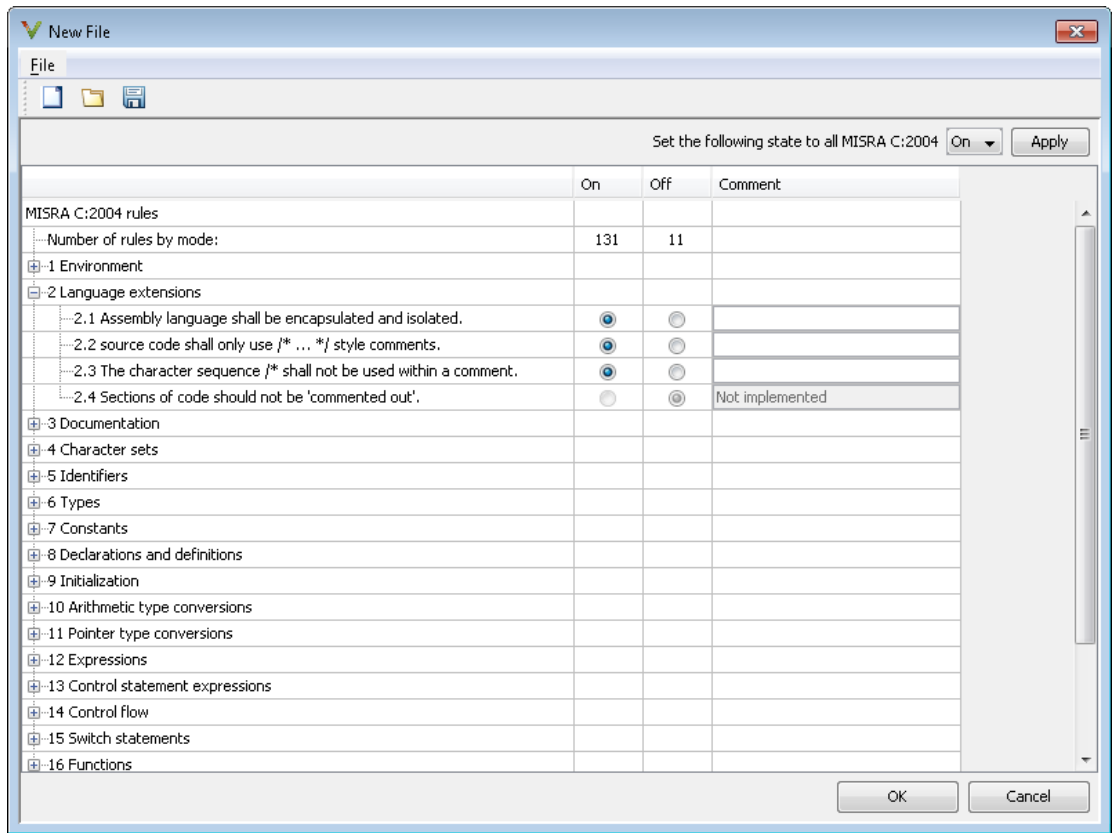 New File
File
Set the following state to all MISRA C:2004 On Apply
On Off Comment
MISRA C:2004 rules
Number of rules by mode: 131 11
1 Environment
2 Language extensions
2.1 Assembly language shall be encapsulated and isolated.
2.2 source code shall only use /* ... */ style comments.
2.3 The character sequence /* shall not be used within a comment.
2.4 Sections of code should not be 'commented out'. Not implemented
3 Documentation
4 Character sets
5 Identifiers
6 Types
7 Constants
8 Declarations and definitions
9 Initialization
10 Arithmetic type conversions
11 Pointer type conversions
12 Expressions
13 Control statement expressions
14 Control flow
15 Switch statements
16 Functions
OK Cancel